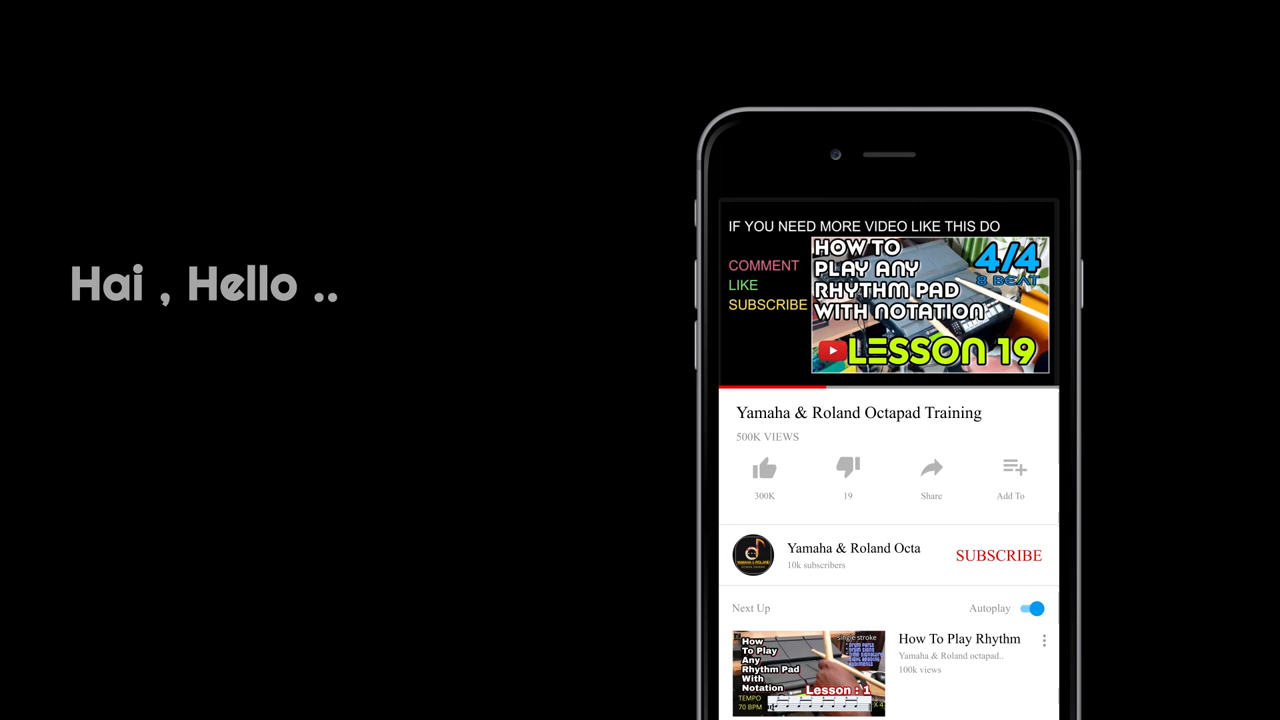 Hai , Hello ..
IF YOU NEED MORE VIDEO LIKE THIS DO
COMMENT
LIKE
SUBSCRIBE
HOW TO
PLAY ANY
RHYTHM PAD
WITH NOTATION
4/4
8 BEAT
LESSON 19
Yamaha & Roland Octapad Training
500K VIEWS
300K
19
Share
Add To
YAMAHA & ROLAND
Yamaha & Roland Octa
10k subscribers
SUBSCRIBE
Next Up
Autoplay
How
To Play
Any
Rhythm Pad
With
Notation
TEMPO
70 BPM
single stroke
Lesson : 1
X 4
How To Play Rhythm
Yamaha & Roland octapad..
100k views